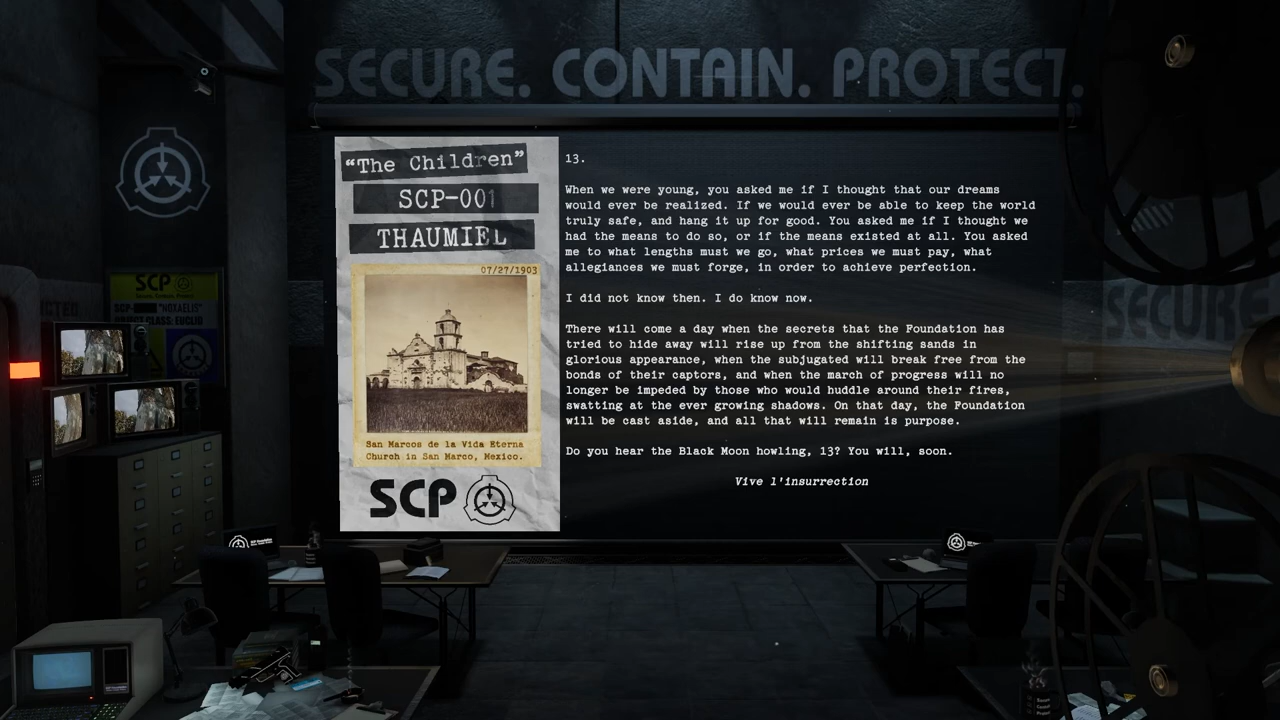 SECURE. CONTAIN. PROTECT.
“The Children”
SCP-001
THAUMIEL
07/27/1903
San Marcos de la Vida Eterna
Church in San Marco, Mexico.
SCP
13.
When we were young, you asked me if I thought that our dreams
would ever be realized. If we would ever be able to keep the world
truly safe, and hang it up for good. You asked me if I thought we
had the means to do so, or if the means existed at all. You asked
me to what lengths must we go, what prices we must pay, what
allegiances we must forge, in order to achieve perfection.
I did not know then. I do know now.
There will come a day when the secrets that the Foundation has
tried to hide away will rise up from the shifting sands in
glorious appearance, when the subjugated will break free from the
bonds of their captors, and when the march of progress will no
longer be impeded by those who would huddle around their fires,
swatting at the ever growing shadows. On that day, the Foundation
will be cast aside, and all that will remain is purpose.
Do you hear the Black Moon howling, 13? You will, soon.
Vive l'insurrection
SCP
OBJECT CLASS: EUCLID
SECURE